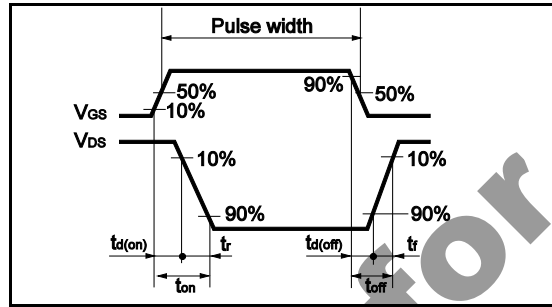 Pulse width
90%
50%
50%
10%
VGS
VDS
10%
10%
90%
90%
td(on)
tr
td(off)
tf
ton
toff
for